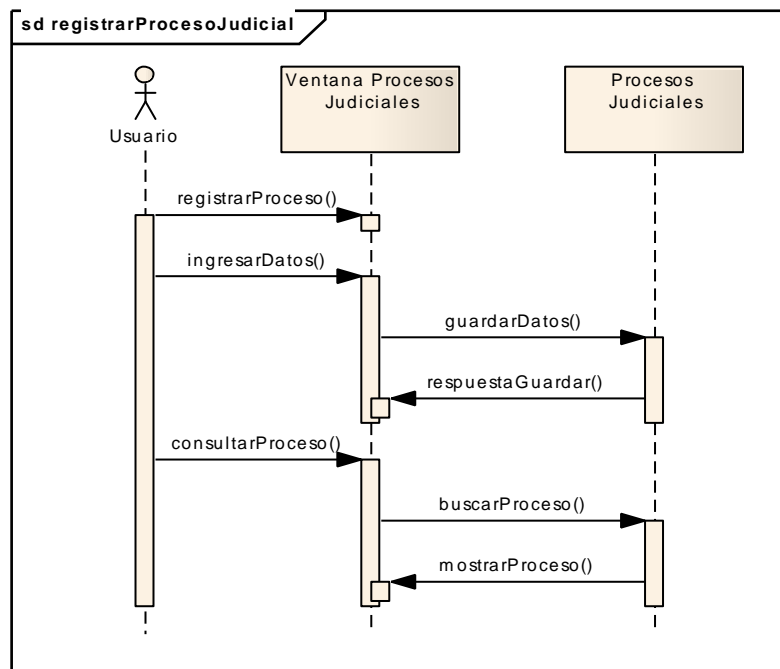 sd registrarProcesoJudicial
Usuario
Ventana Procesos
Judiciales
Procesos
Judiciales
registrarProceso()
ingresarDatos()
guardarDatos()
respuestaGuardar()
consultarProceso()
buscarProceso()
mostrarProceso()